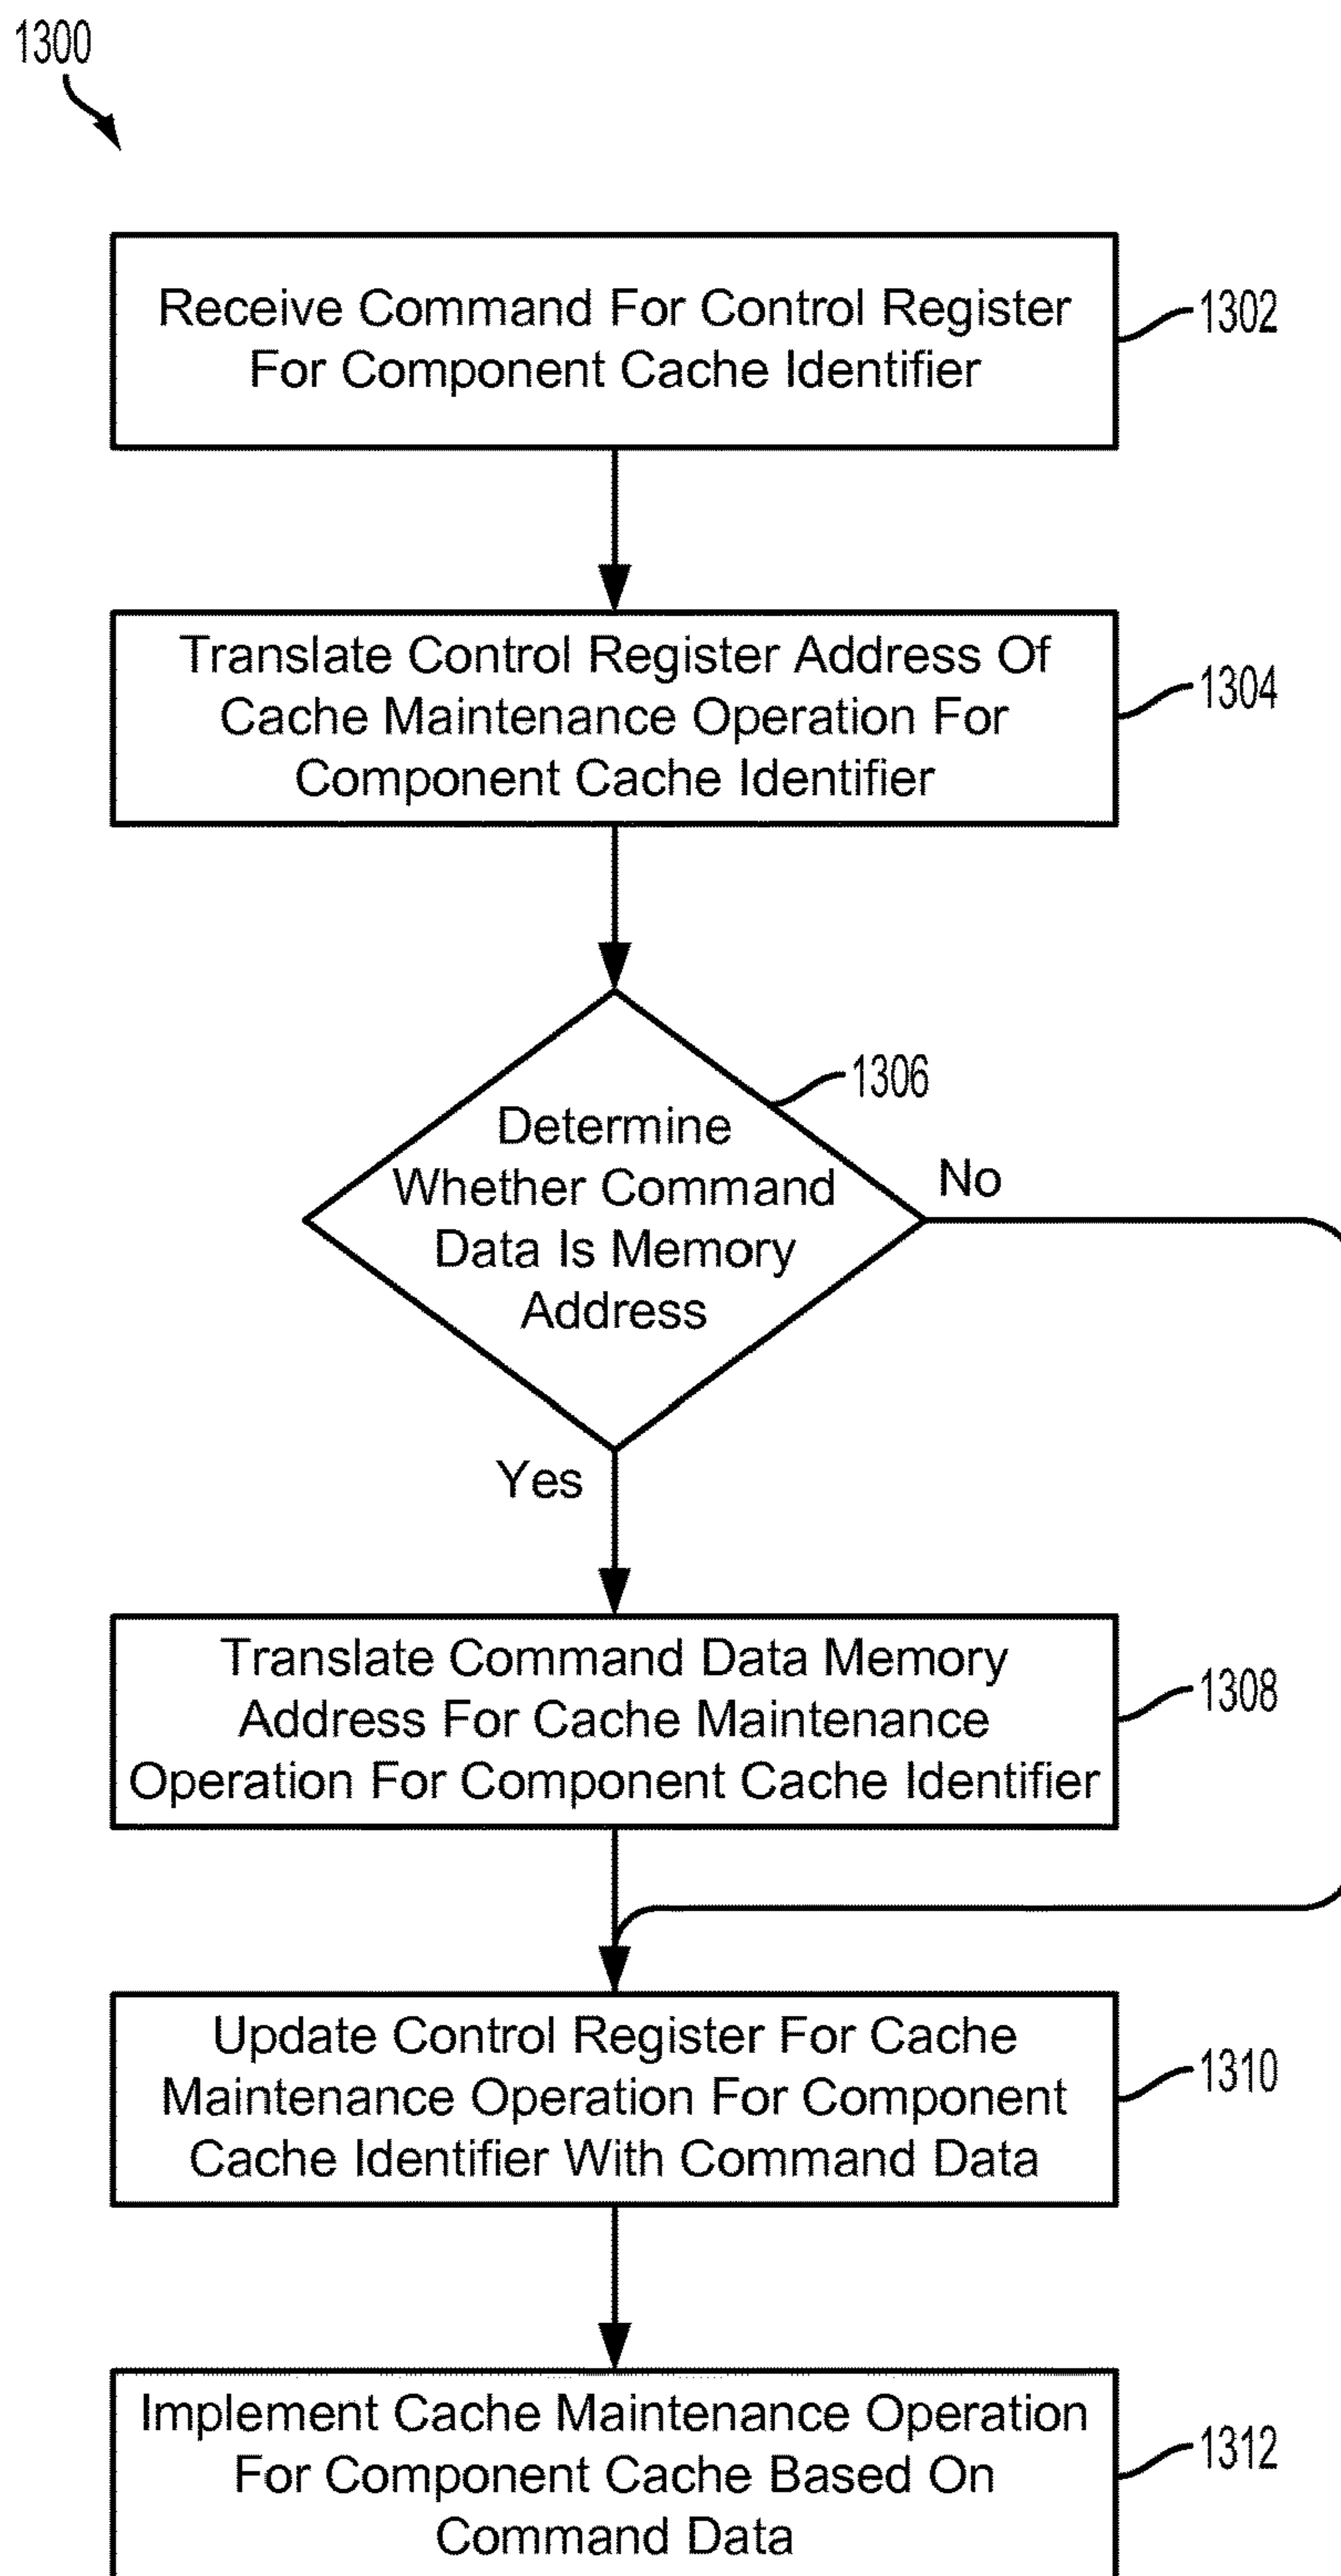 1300
Receive Command For Control Register
For Component Cache Identifier
1302
Translate Control Register Address Of
Cache Maintenance Operation For
Component Cache Identifier
1304
1306
Determine
Whether Command
Data Is Memory
Address
No
Yes
Translate Command Data Memory
Address For Cache Maintenance
Operation For Component Cache Identifier
1308
Update Control Register For Cache
Maintenance Operation For Component
Cache Identifier With Command Data
1310
Implement Cache Maintenance Operation
For Component Cache Based On
Command Data
1312